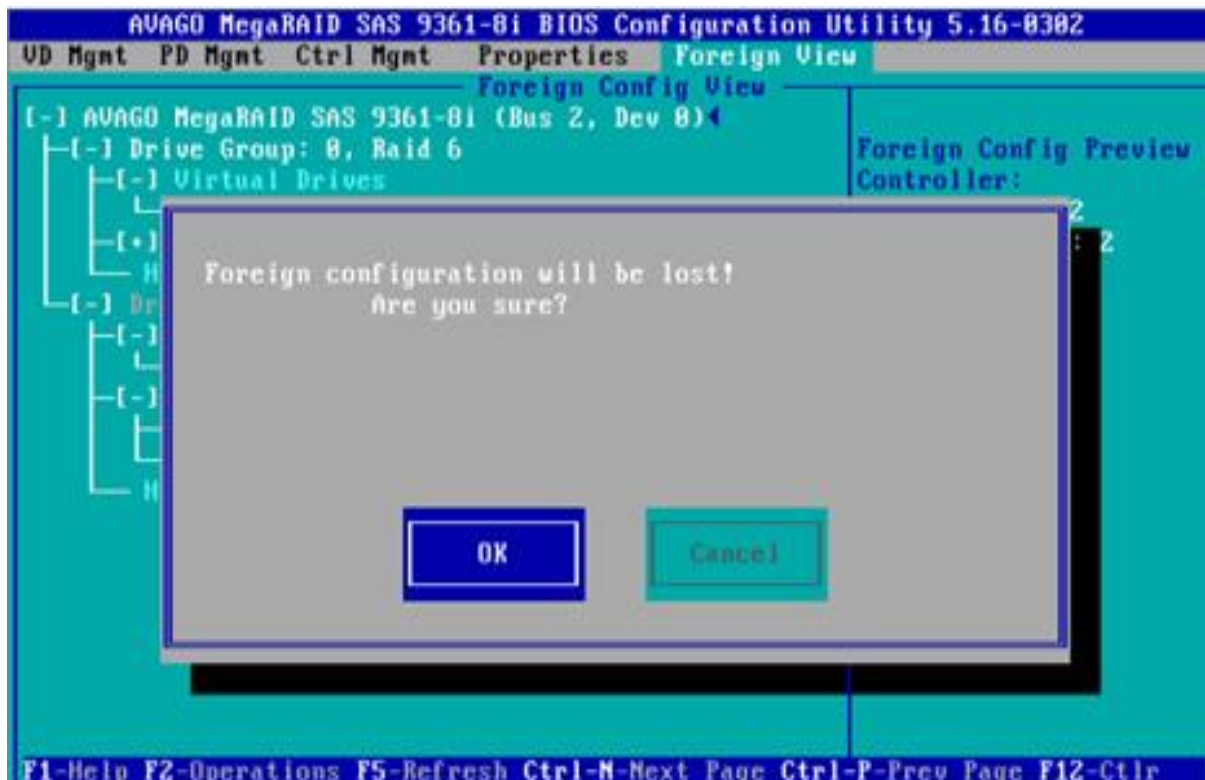 AVAGO MegaRAID SAS 9361-8i BIOS Configuration Utility 5.16-0302
VD Mgmt PD Mgmt Ctrl Mgmt Properties Foreign View
Foreign Config View
[-] AVAGO MegaRAID SAS 9361-8i (Bus 2, Dev 0)
[-] Drive Group: 0, Raid 6
Foreign Config Preview
[-] Virtual Drives
Controller:
2
[+]
: 2
H
Foreign configuration will be lost!
[-] Dr
Are you sure?
[-]
[-]
H
OK
Cancel
F1-Help F2-Operations F5-Refresh Ctrl-N-Next Page Ctrl-P-Prev Page F12-Ctlr